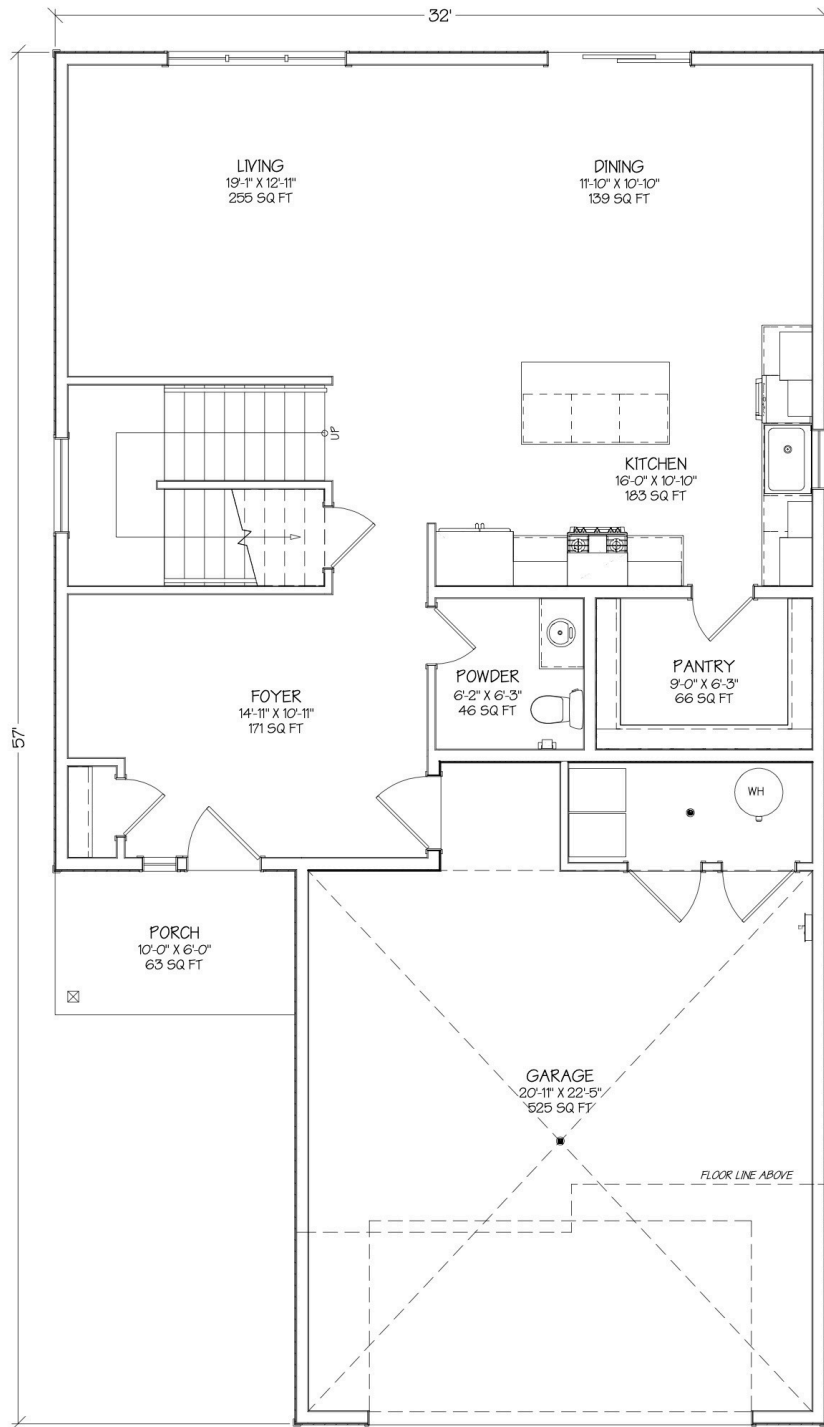 32'
LIVING
19'-1" X 12'-11"
255 SQ FT
DINING
11'-10" X 10'-10"
139 SQ FT
UP
KITCHEN
16'-0" X 10'-10"
183 SQ FT
57'
FOYER
14'-11" X 10'-11"
171 SQ FT
POWDER
6'-2" X 6'-3"
46 SQ FT
PANTRY
9'-0" X 6'-3"
66 SQ FT
WH
PORCH
10'-0" X 6'-0"
63 SQ FT
GARAGE
20'-11" X 22'-5"
525 SQ FT
FLOOR LINE ABOVE